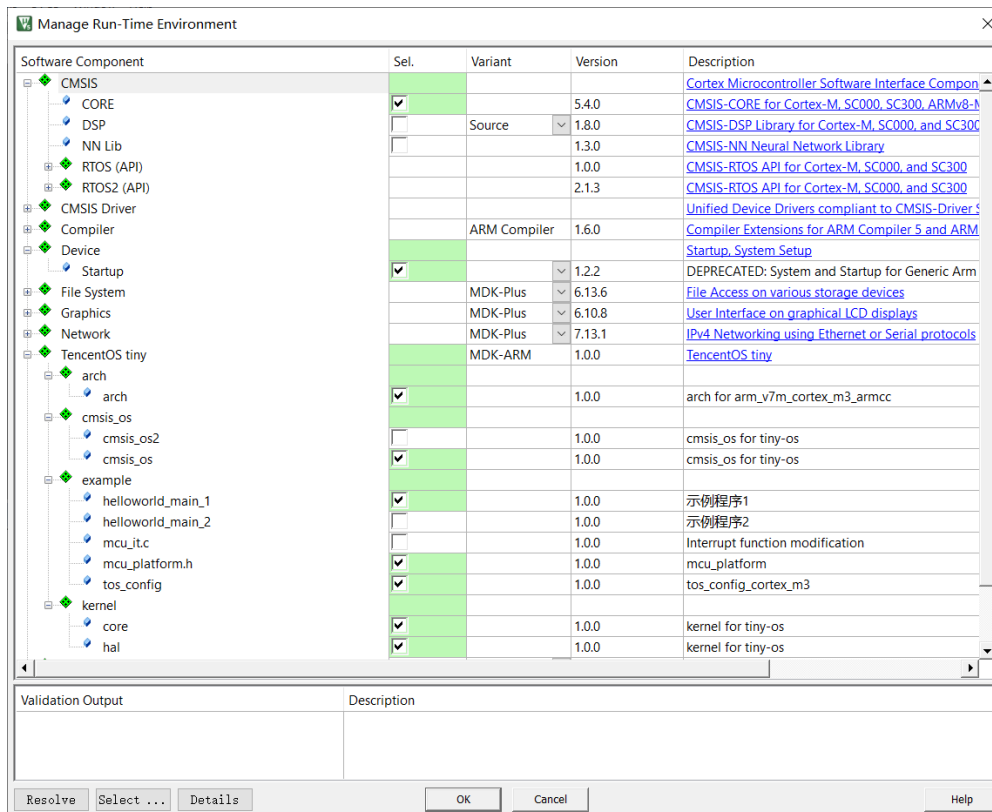 Manage Run-Time Environment
Software Component Sel. Variant Version Description
CMSIS Cortex Microcontroller Software Interface Compon
CORE 5.4.0 CMSIS-CORE for Cortex-M, SC000, SC300, ARMv8-M
DSP Source 1.8.0 CMSIS-DSP Library for Cortex-M, SC000, and SC300
NN Lib 1.3.0 CMSIS-NN Neural Network Library
RTOS (API) 1.0.0 CMSIS-RTOS API for Cortex-M, SC000, and SC300
RTOS2 (API) 2.1.3 CMSIS-RTOS API for Cortex-M, SC000, and SC300
CMSIS Driver Unified Device Drivers compliant to CMSIS-Driver S
Compiler ARM Compiler 1.6.0 Compiler Extensions for ARM Compiler 5 and ARM
Device Startup, System Setup
Startup 1.2.2 DEPRECATED: System and Startup for Generic Arm
File System MDK-Plus 6.13.6 File Access on various storage devices
Graphics MDK-Plus 6.10.8 User Interface on graphical LCD displays
Network MDK-Plus 7.13.1 IPv4 Networking using Ethernet or Serial protocols
TencentOS tiny MDK-ARM 1.0.0 TencentOS tiny
arch
arch 1.0.0 arch for arm_v7m_cortex_m3_armcc
cmsis_os
cmsis_os2 1.0.0 cmsis_os for tiny-os
cmsis_os 1.0.0 cmsis_os for tiny-os
example
helloworld_main_1 1.0.0 示例程序1
helloworld_main_2 1.0.0 示例程序2
mcu_it.c 1.0.0 Interrupt function modification
mcu_platform.h 1.0.0 mcu_platform
tos_config 1.0.0 tos_config_cortex_m3
kernel
core 1.0.0 kernel for tiny-os
hal 1.0.0 kernel for tiny-os
Validation Output Description
Resolve Select ... Details OK Cancel Help